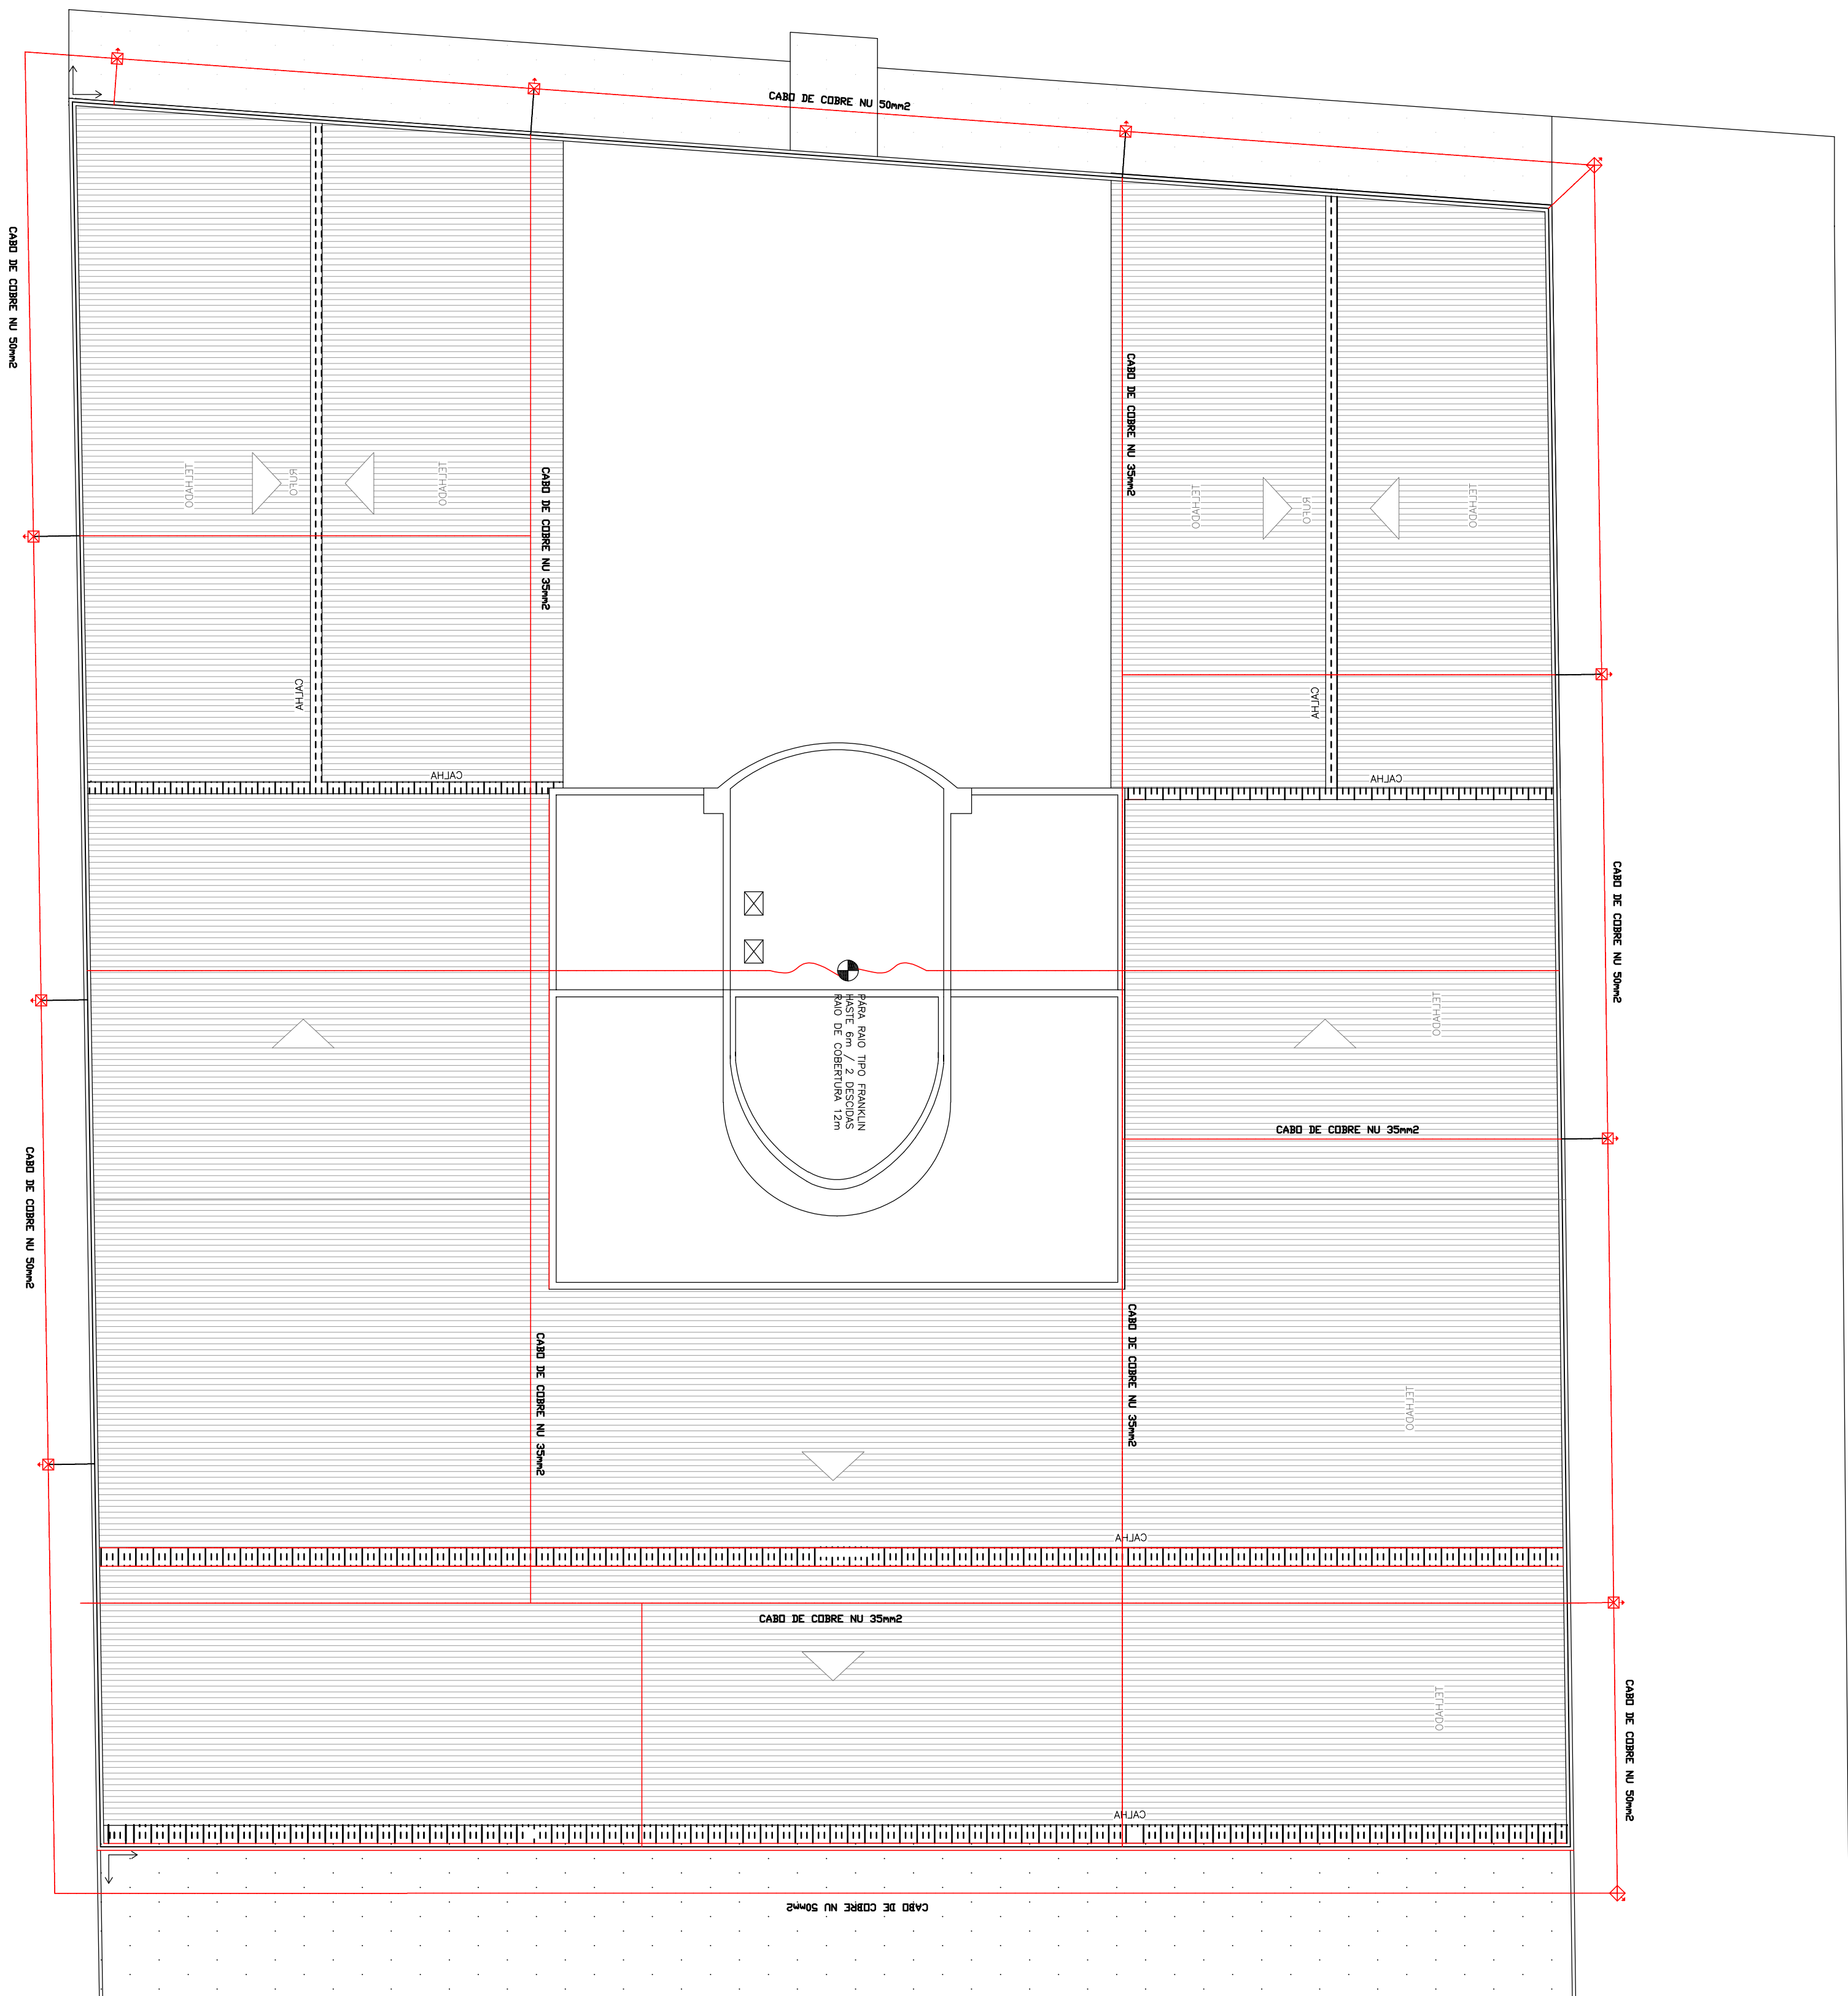 CABO DE COBRE NU 50mm2
CABO DE COBRE NU 50mm2
CABO DE COBRE NU 35mm2
CABO DE COBRE NU 35mm2
TELHADO
RUFO
TELHADO
TELHADO
RUFO
TELHADO
CALHA
CALHA
CALHA
CALHA
CABO DE COBRE NU 50mm2
PÁRA RAIO TIPO FRANKLIN
HASTE 6m / 2 DESCIDAS
RAIO DE COBERTURA 12m
TELHADO
CABO DE COBRE NU 35mm2
CABO DE COBRE NU 50mm2
CABO DE COBRE NU 35mm2
CABO DE COBRE NU 35mm2
TELHADO
CALHA
CABO DE COBRE NU 35mm2
CABO DE COBRE NU 50mm2
TELHADO
CALHA
CABO DE COBRE NU 50mm2